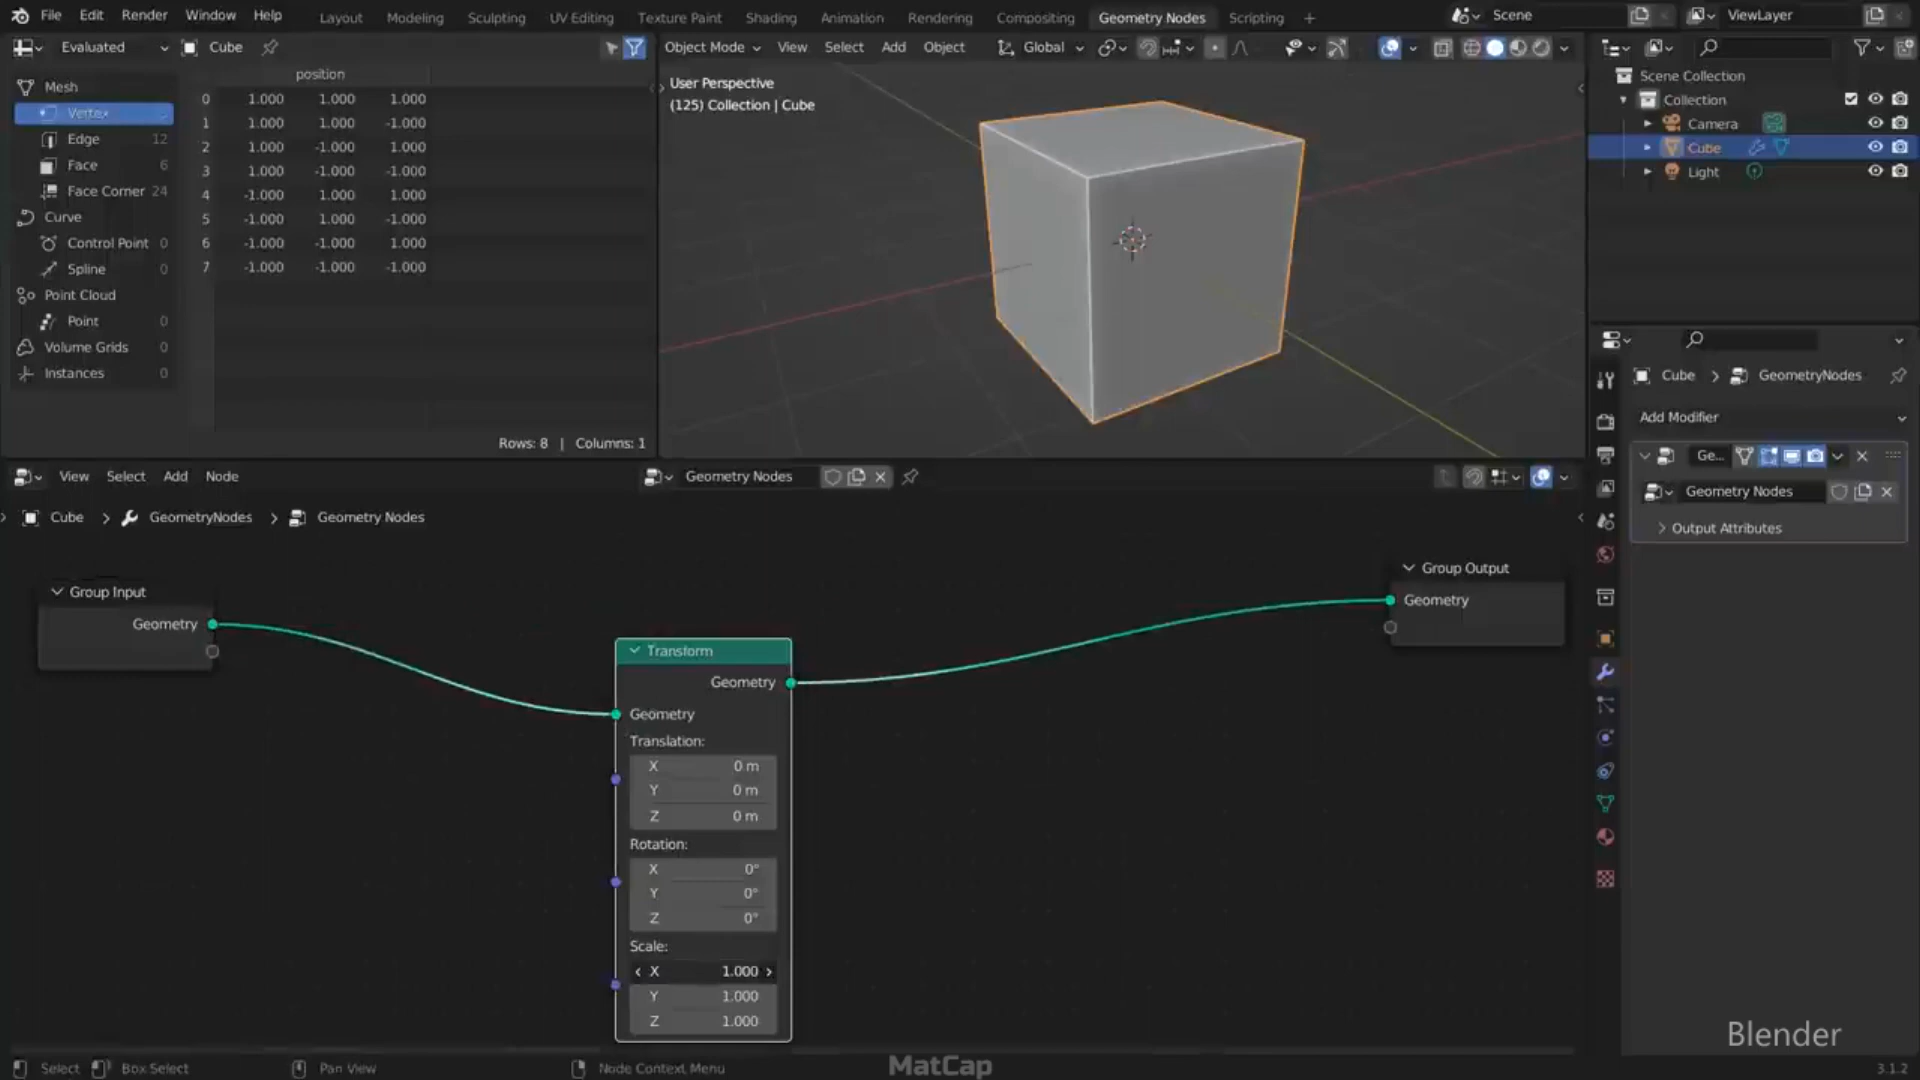 File Edit Render Window Help Layout Modeling Sculpting UV Editing Texture Paint Shading Animation Rendering Compositing Geometry Nodes Scripting + Scene ViewLayer
Evaluated Cube
Object Mode View Select Add Object Global
position
Mesh
Vertex
Edge 12
Face 6
Face Corner 24
Curve
Control Point 0
Spline 0
Point Cloud
Point 0
Volume Grids 0
Instances 0
0 1.000 1.000 1.000
1 1.000 1.000 -1.000
2 1.000 -1.000 1.000
3 1.000 -1.000 -1.000
4 -1.000 1.000 1.000
5 -1.000 1.000 -1.000
6 -1.000 -1.000 1.000
7 -1.000 -1.000 -1.000
Rows: 8 | Columns: 1
User Perspective
(125) Collection | Cube
Scene Collection
Collection
Camera
Cube
Light
Cube > GeometryNodes
Add Modifier
Ge...
Geometry Nodes
Output Attributes
View Select Add Node Geometry Nodes
Cube > GeometryNodes > Geometry Nodes
Group Input
Geometry
Transform
Geometry
Geometry
Translation:
X 0 m
Y 0 m
Z 0 m
Rotation:
X 0°
Y 0°
Z 0°
Scale:
X 1.000
Y 1.000
Z 1.000
Group Output
Geometry
Blender
Select Box Select Pan View Node Context Menu MatCap 3.1.2